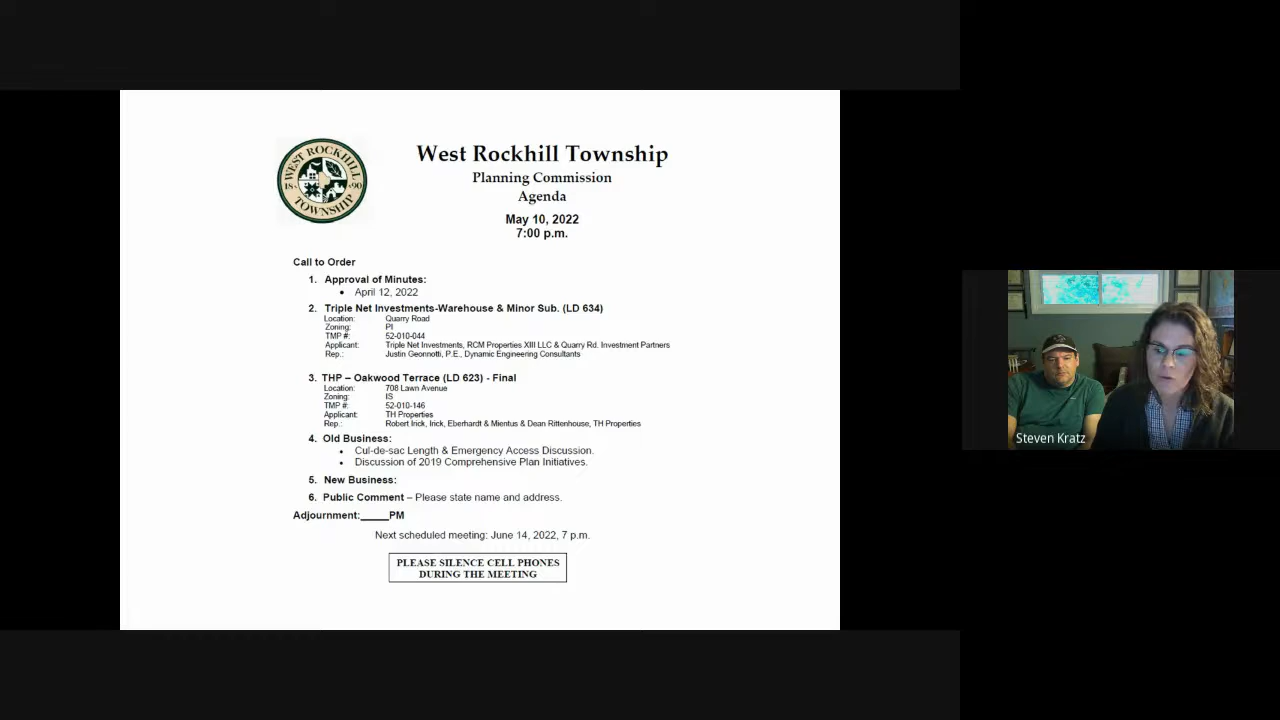 WEST ROCKHILL
18 90
TOWNSHIP
West Rockhill Township
Planning Commission
Agenda
May 10, 2022
7:00 p.m.
Call to Order
1. Approval of Minutes:
• April 12, 2022
2. Triple Net Investments-Warehouse & Minor Sub. (LD 634)
Location: Quarry Road
Zoning: PI
TMP #: 52-010-044
Applicant: Triple Net Investments, RCM Properties XIII LLC & Quarry Rd. Investment Partners
Rep.: Justin Geonnotti, P.E., Dynamic Engineering Consultants
3. THP – Oakwood Terrace (LD 623) - Final
Location: 708 Lawn Avenue
Zoning: IS
TMP #: 52-010-146
Applicant: TH Properties
Rep.: Robert Irick, Irick, Eberhardt & Mientus & Dean Rittenhouse, TH Properties
4. Old Business:
• Cul-de-sac Length & Emergency Access Discussion.
• Discussion of 2019 Comprehensive Plan Initiatives.
5. New Business:
6. Public Comment – Please state name and address.
Adjournment:_____PM
Next scheduled meeting: June 14, 2022, 7 p.m.
PLEASE SILENCE CELL PHONES
DURING THE MEETING
Steven Kratz